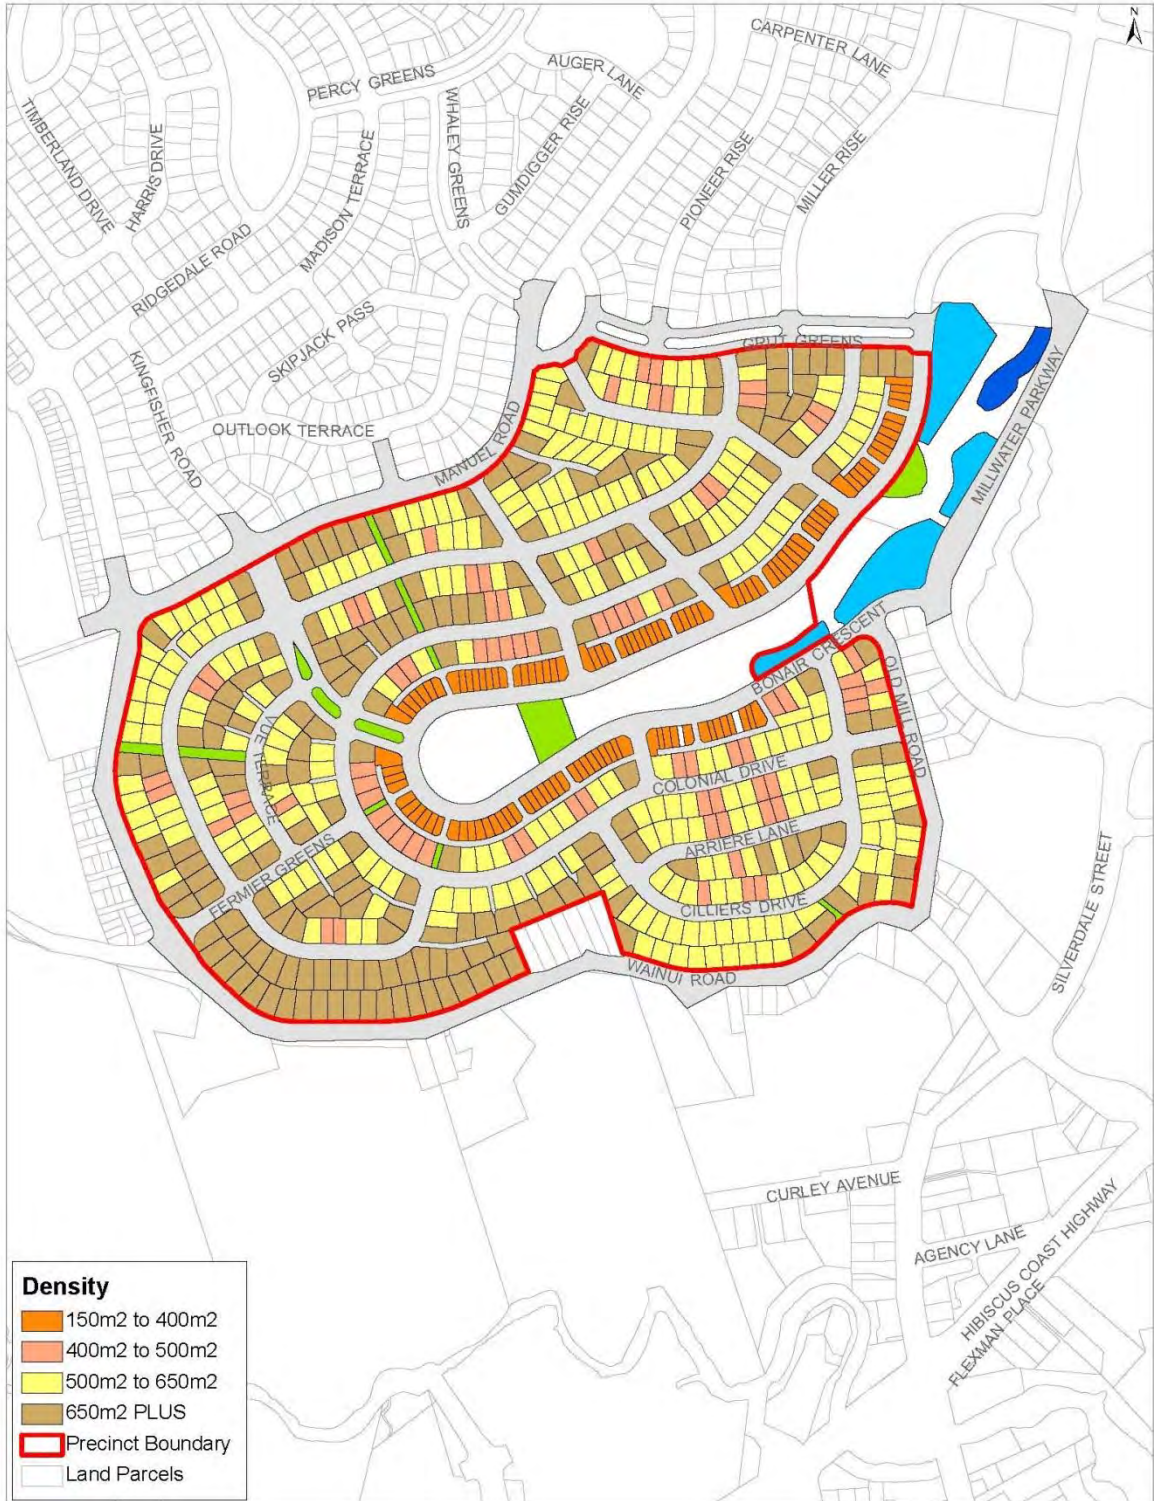 N
CARPENTER LANE
AUGER LANE
PERCY GREENS
TIMBERLAND DRIVE
HARRIS DRIVE
MADISON TERRACE
WHALEY GREENS
GUMDIGGER RISE
PIONEER RISE
MILLER RISE
RIDGEDALE ROAD
SKIPJACK PASS
KINGFISHER ROAD
OUTLOOK TERRACE
MANUEL ROAD
GRUT GREENS
MILLWATER PARKWAY
BONAIR CRESCENT
OLD MILL ROAD
VUE TERRACE
COLONIAL DRIVE
ARRIERE LANE
FERMIER GREENS
CILLIERS DRIVE
WAINUI ROAD
SILVERDALE STREET
CURLEY AVENUE
AGENCY LANE
HIBISCUS COAST HIGHWAY
FLEXMAN PLACE
Density
150m2 to 400m2
400m2 to 500m2
500m2 to 650m2
650m2 PLUS
Precinct Boundary
Land Parcels